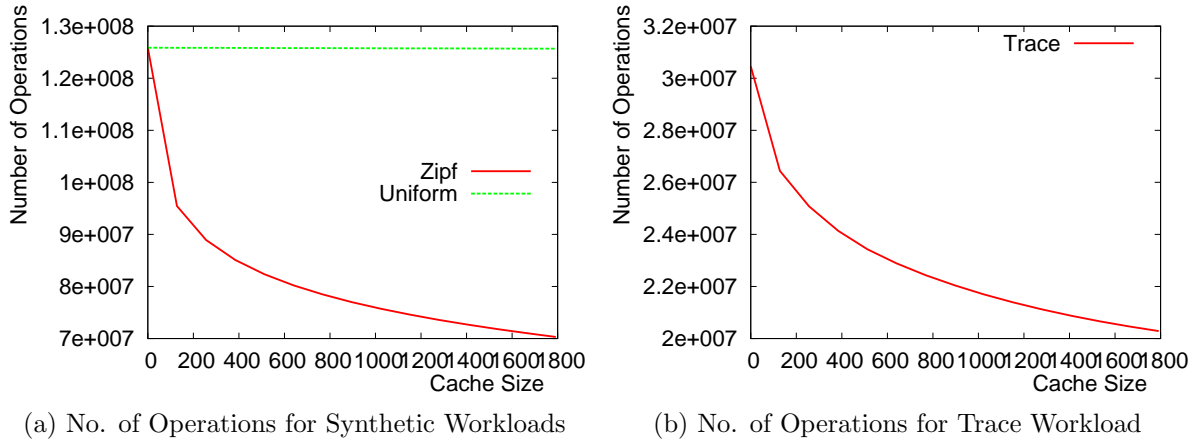 Number of Operations
1.3e+008
1.2e+008
1.1e+008
1e+008
9e+007
8e+007
7e+007
Zipf
Uniform
0 200 400 600 800 1000 1200 1400 1600 1800
Cache Size
(a) No. of Operations for Synthetic Workloads
Number of Operations
3.2e+007
3e+007
2.8e+007
2.6e+007
2.4e+007
2.2e+007
2e+007
Trace
0 200 400 600 800 1000 1200 1400 1600 1800
Cache Size
(b) No. of Operations for Trace Workload